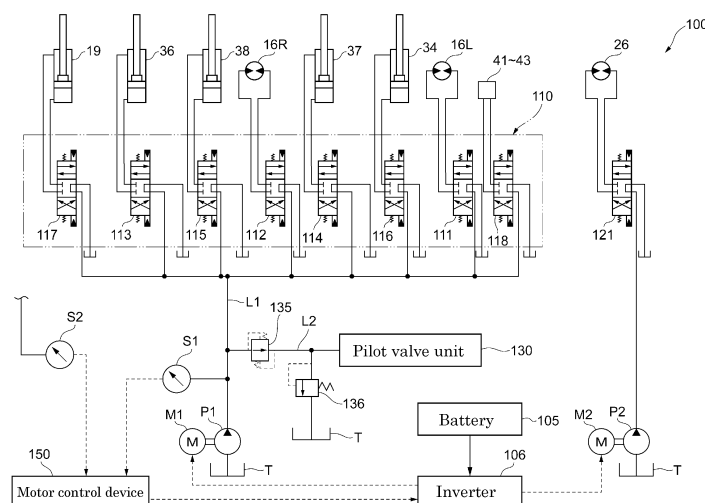 100
19
36
38
16R
37
34
16L
41~43
26
110
117
113
115
112
114
116
111
118
121
L1
135
L2
S2
S1
Pilot valve unit
130
136
M1
P1
T
Battery
105
M2
P2
M
T
M
T
T
150
106
Motor control device
Inverter